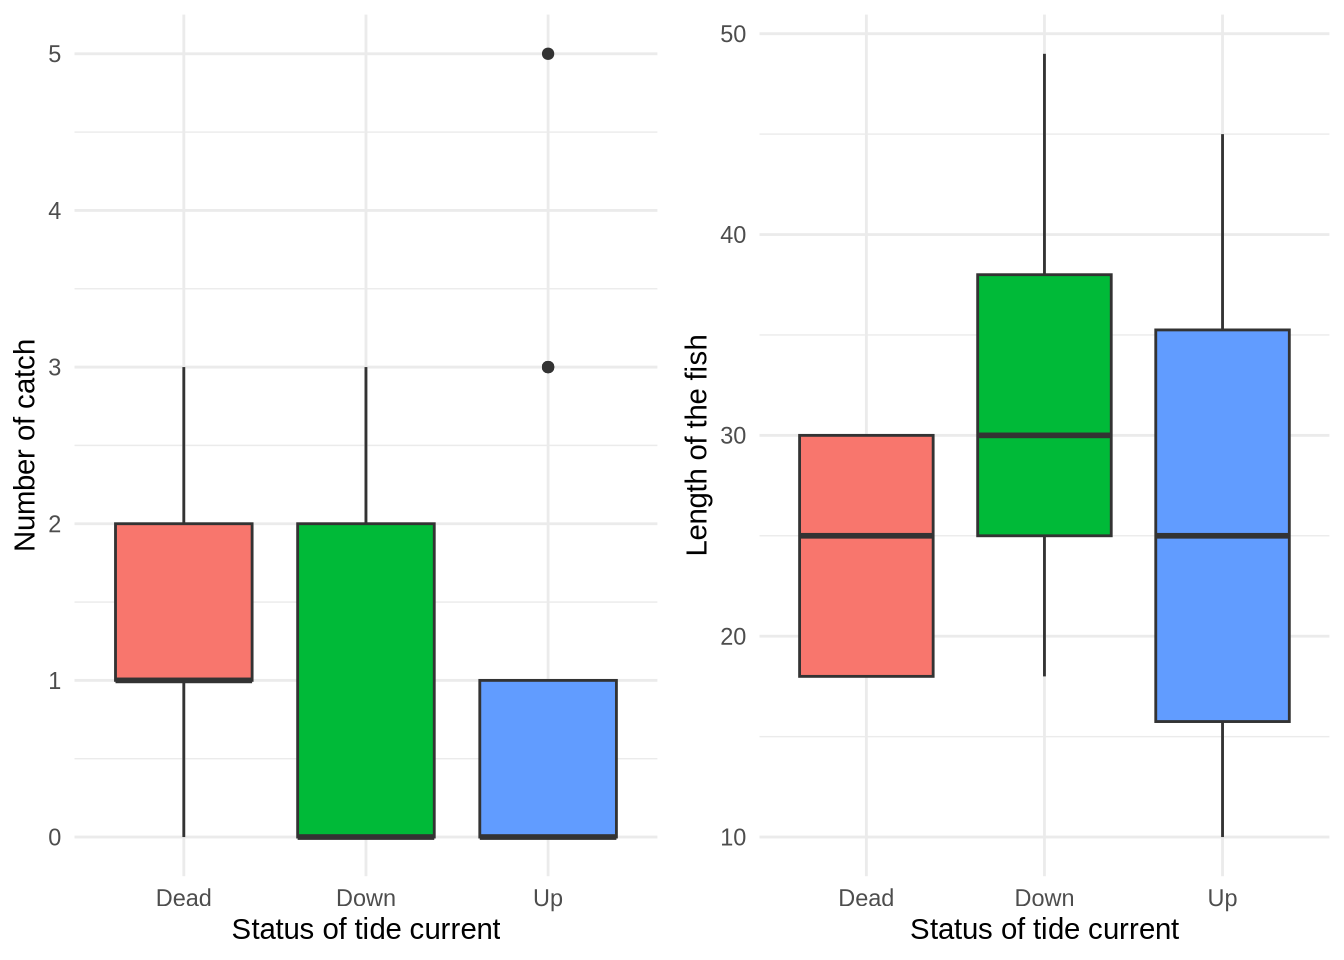 Number of catch
5
4
3
2
1
0
Dead Down Up
Status of tide current
Length of the fish
50
40
30
20
10
Dead Down Up
Status of tide current